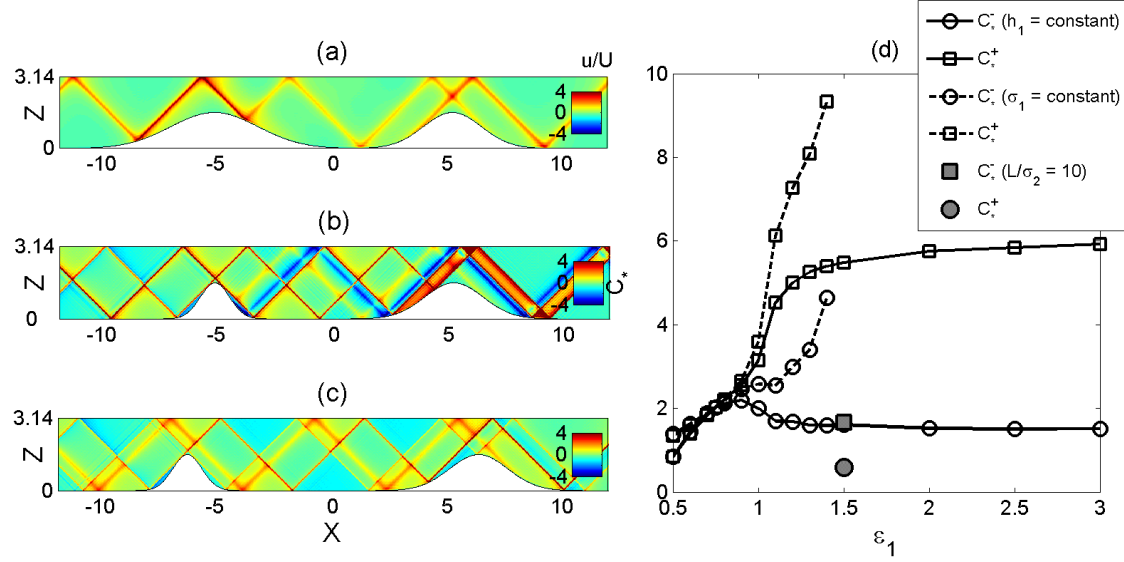 (a)
u/U
3.14
Z
0
4
0
-4
-10
-5
0
5
10
(b)
3.14
Z
0
4
0
-4
C*
-10
-5
0
5
10
(c)
3.14
Z
0
4
0
-4
-10
-5
0
5
10
X
(d)
C*- (h1 = constant)
C*+
C*- (σ1 = constant)
C*+
C*- (L/σ2 = 10)
C*+
10
8
6
4
2
0
0.5
1
1.5
2
2.5
3
ε1